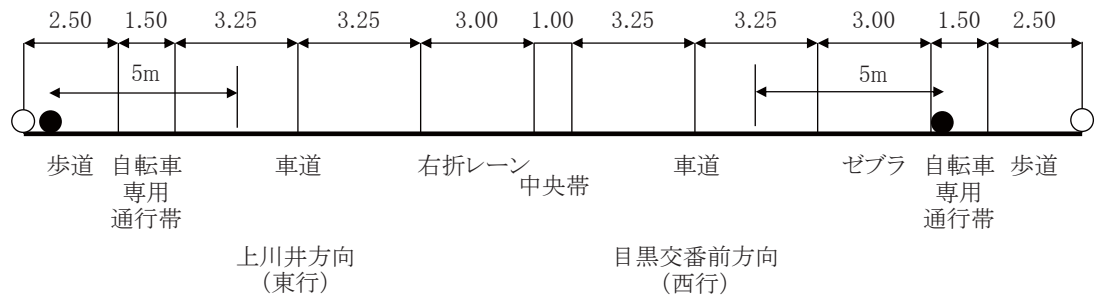 2.50 1.50 3.25 3.25 3.00 1.00 3.25 3.25 3.00 1.50 2.50
5m 5m
歩道 自転車専用通行帯 車道 右折レーン 中央帯 車道 ゼブラ 自転車専用通行帯 歩道
上川井方向 目黒交番前方向
(東行) (西行)